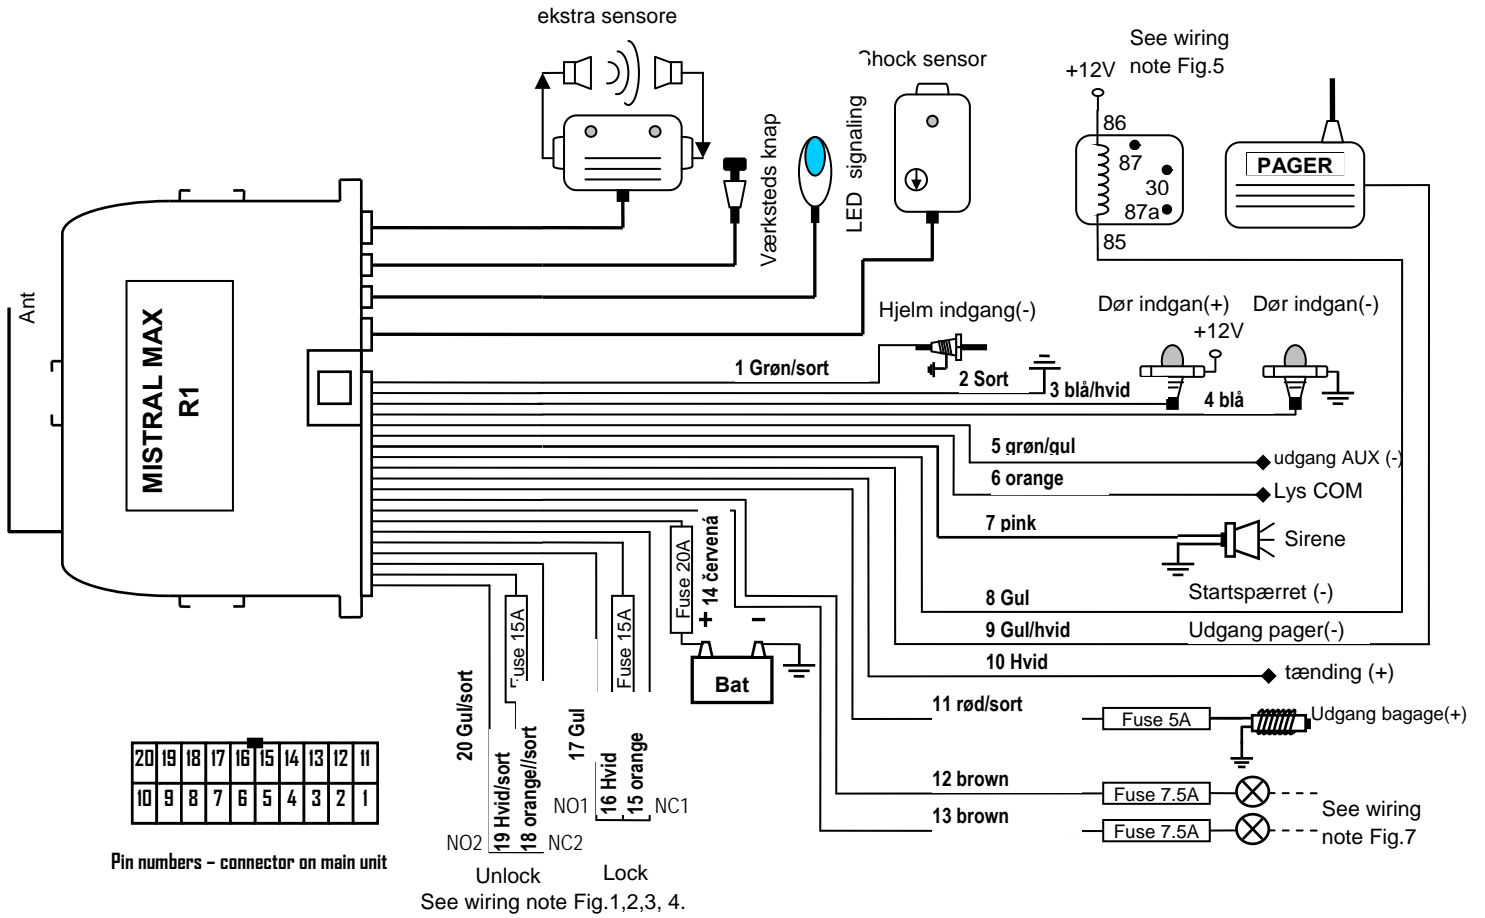 ekstra sensore
Shock sensor
See wiring
note Fig.5
+12V
86
87
30
87a
85
PAGER
Værksteds knap
LED signaling
Ant
MISTRAL MAX
R1
Hjelm indgang(-)
Dør indgan(+)
Dør indgan(-)
+12V
1 Grøn/sort
2 Sort
3 blå/hvid
4 blå
5 grøn/gul
udgang AUX (-)
6 orange
Lys COM
7 pink
Sirene
8 Gul
Startspærret (-)
9 Gul/hvid
Udgang pager(-)
10 Hvid
tænding (+)
11 rød/sort
Fuse 5A
Udgang bagage(+)
12 brown
Fuse 7.5A
13 brown
Fuse 7.5A
See wiring
note Fig.7
Fuse 20A
14 červená
+ −
Bat
Fuse 15A
Fuse 15A
20 Gul/sort
19 Hvid/sort
18 orange//sort
17 Gul
16 Hvid
15 orange
NO1
NC1
NO2
NC2
Unlock
Lock
See wiring note Fig.1,2,3, 4.
20 19 18 17 16 15 14 13 12 11
10 9 8 7 6 5 4 3 2 1
Pin numbers – connector on main unit